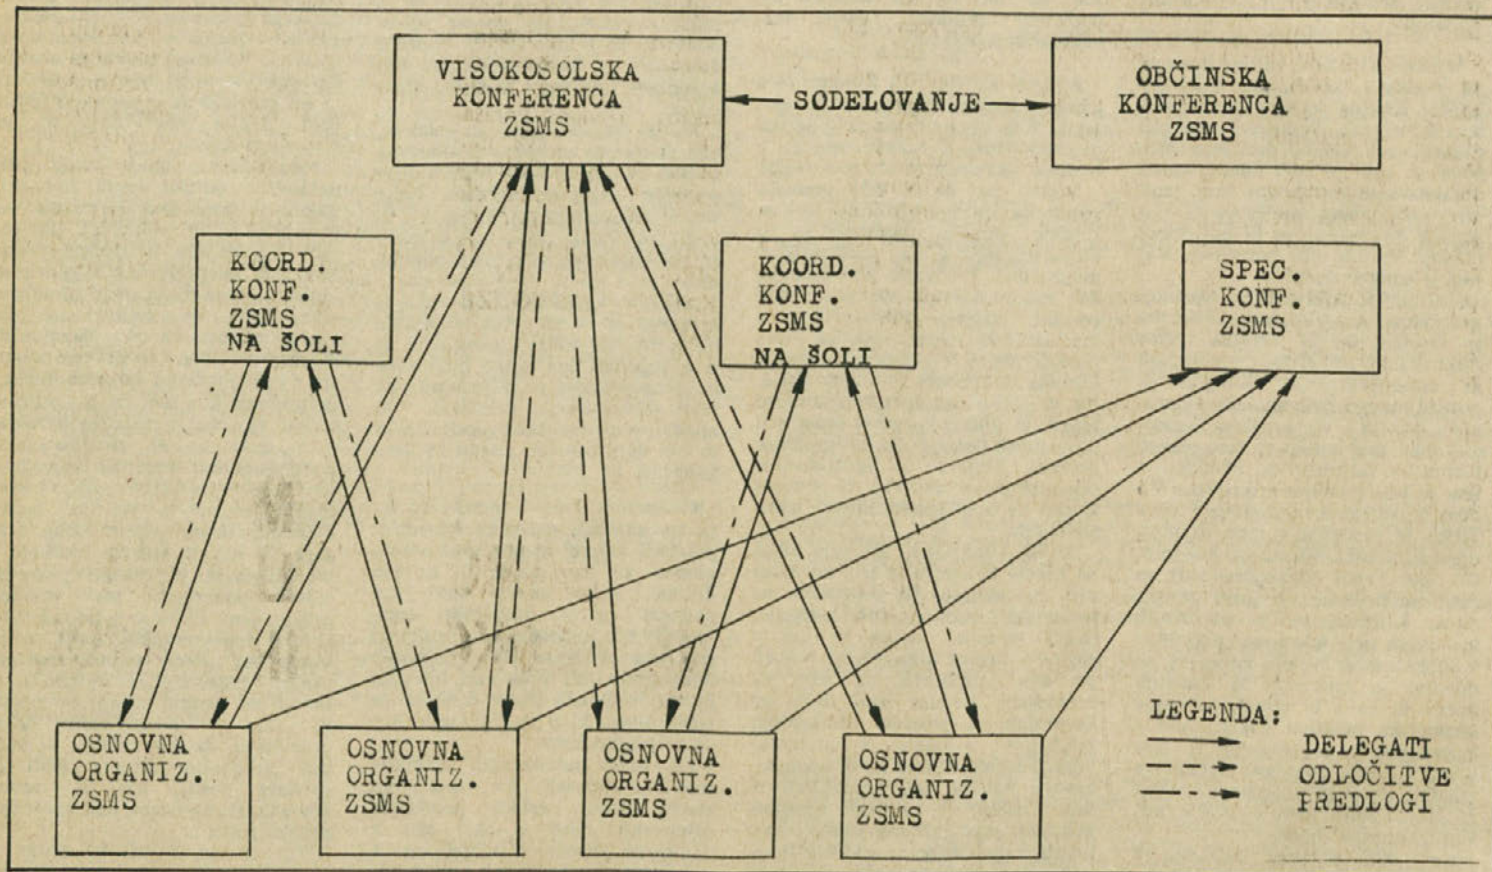 VISOKOŠOLSKA
KONFERENCA
ZSMS
SODELOVANJE
OBČINSKA
KONFERENCA
ZSMS
KOORD.
KONF.
ZSMS
NA ŠOLI
KOORD.
KONF.
ZSMS
NA ŠOLI
SPEC.
KONF.
ZSMS
OSNOVNA
ORGANIZ.
ZSMS
OSNOVNA
ORGANIZ.
ZSMS
OSNOVNA
ORGANIZ.
ZSMS
OSNOVNA
ORGANIZ.
ZSMS
LEGENDA:
DELEGATI
ODLOČITVE
PREDLOGI